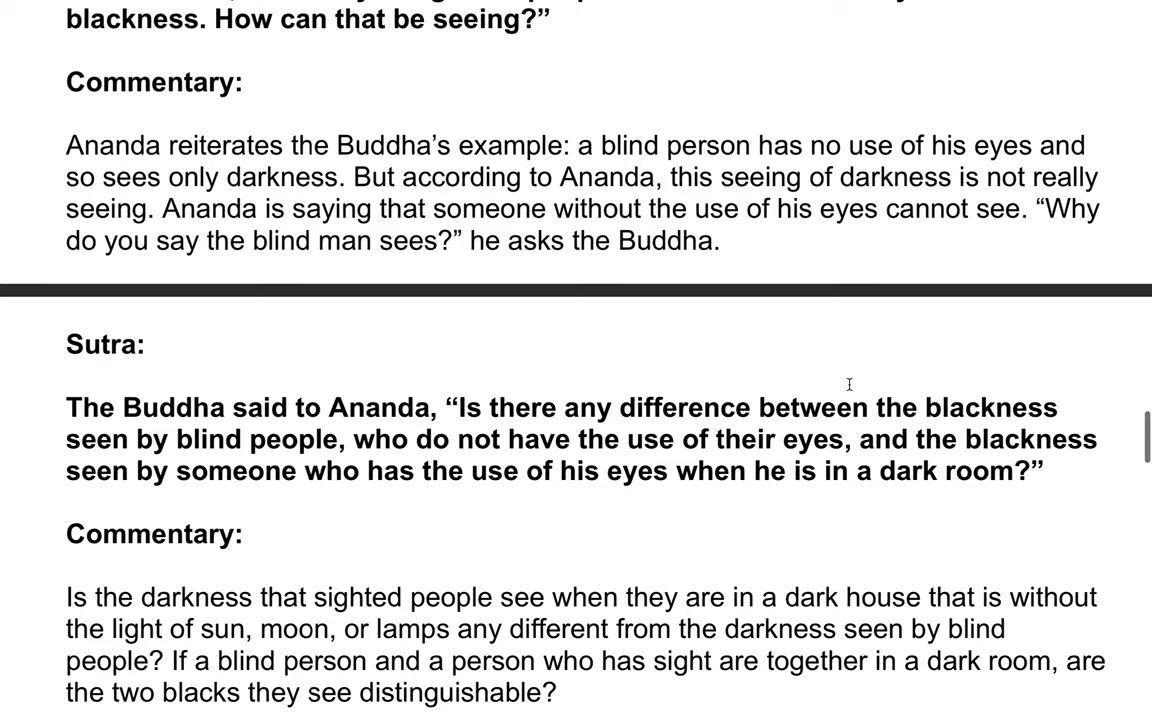 blackness. How can that be seeing?”
Commentary:
Ananda reiterates the Buddha’s example: a blind person has no use of his eyes and
so sees only darkness. But according to Ananda, this seeing of darkness is not really
seeing. Ananda is saying that someone without the use of his eyes cannot see. “Why
do you say the blind man sees?” he asks the Buddha.
Sutra:
The Buddha said to Ananda, “Is there any difference between the blackness
seen by blind people, who do not have the use of their eyes, and the blackness
seen by someone who has the use of his eyes when he is in a dark room?”
Commentary:
Is the darkness that sighted people see when they are in a dark house that is without
the light of sun, moon, or lamps any different from the darkness seen by blind
people? If a blind person and a person who has sight are together in a dark room, are
the two blacks they see distinguishable?